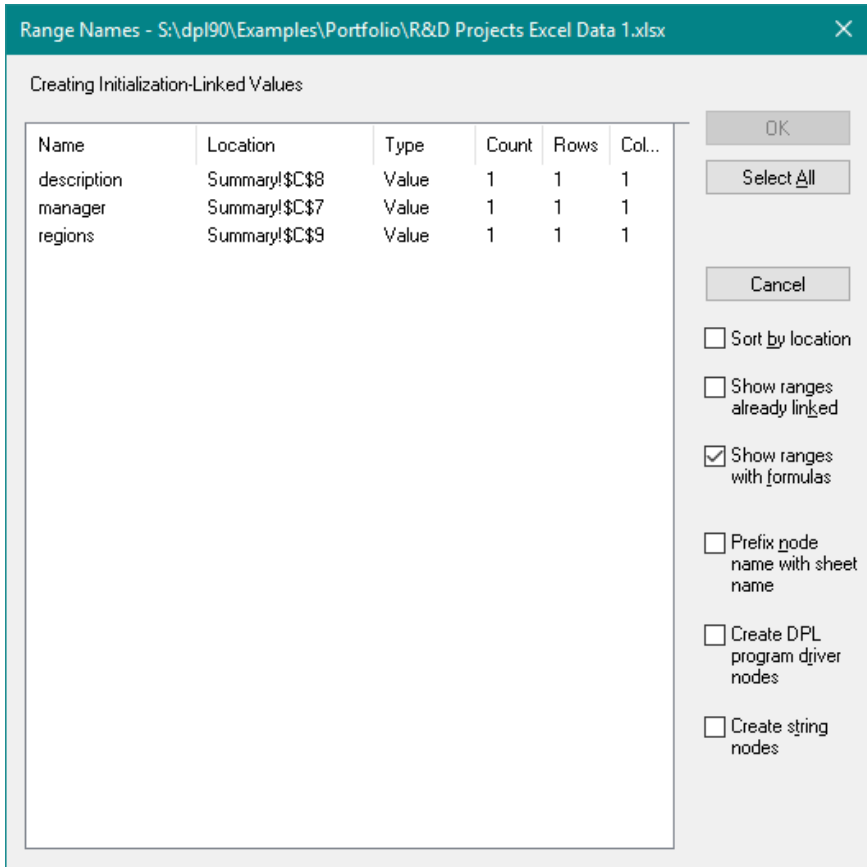 Range Names - S:\dpl90\Examples\Portfolio\R&D Projects Excel Data 1.xlsx
Creating Initialization-Linked Values
Name Location Type Count Rows Col...
description Summary!$C$8 Value 1 1 1
manager Summary!$C$7 Value 1 1 1
regions Summary!$C$9 Value 1 1 1
OK
Select All
Cancel
Sort by location
Show ranges
already linked
Show ranges
with formulas
Prefix node
name with sheet
name
Create DPL
program driver
nodes
Create string
nodes